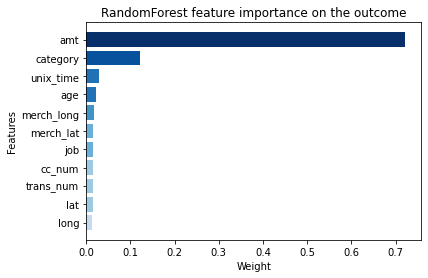 RandomForest feature importance on the outcome
amt
category
unix_time
age
merch_long
merch_lat
job
cc_num
trans_num
lat
long
Features
0.0 0.1 0.2 0.3 0.4 0.5 0.6 0.7
Weight